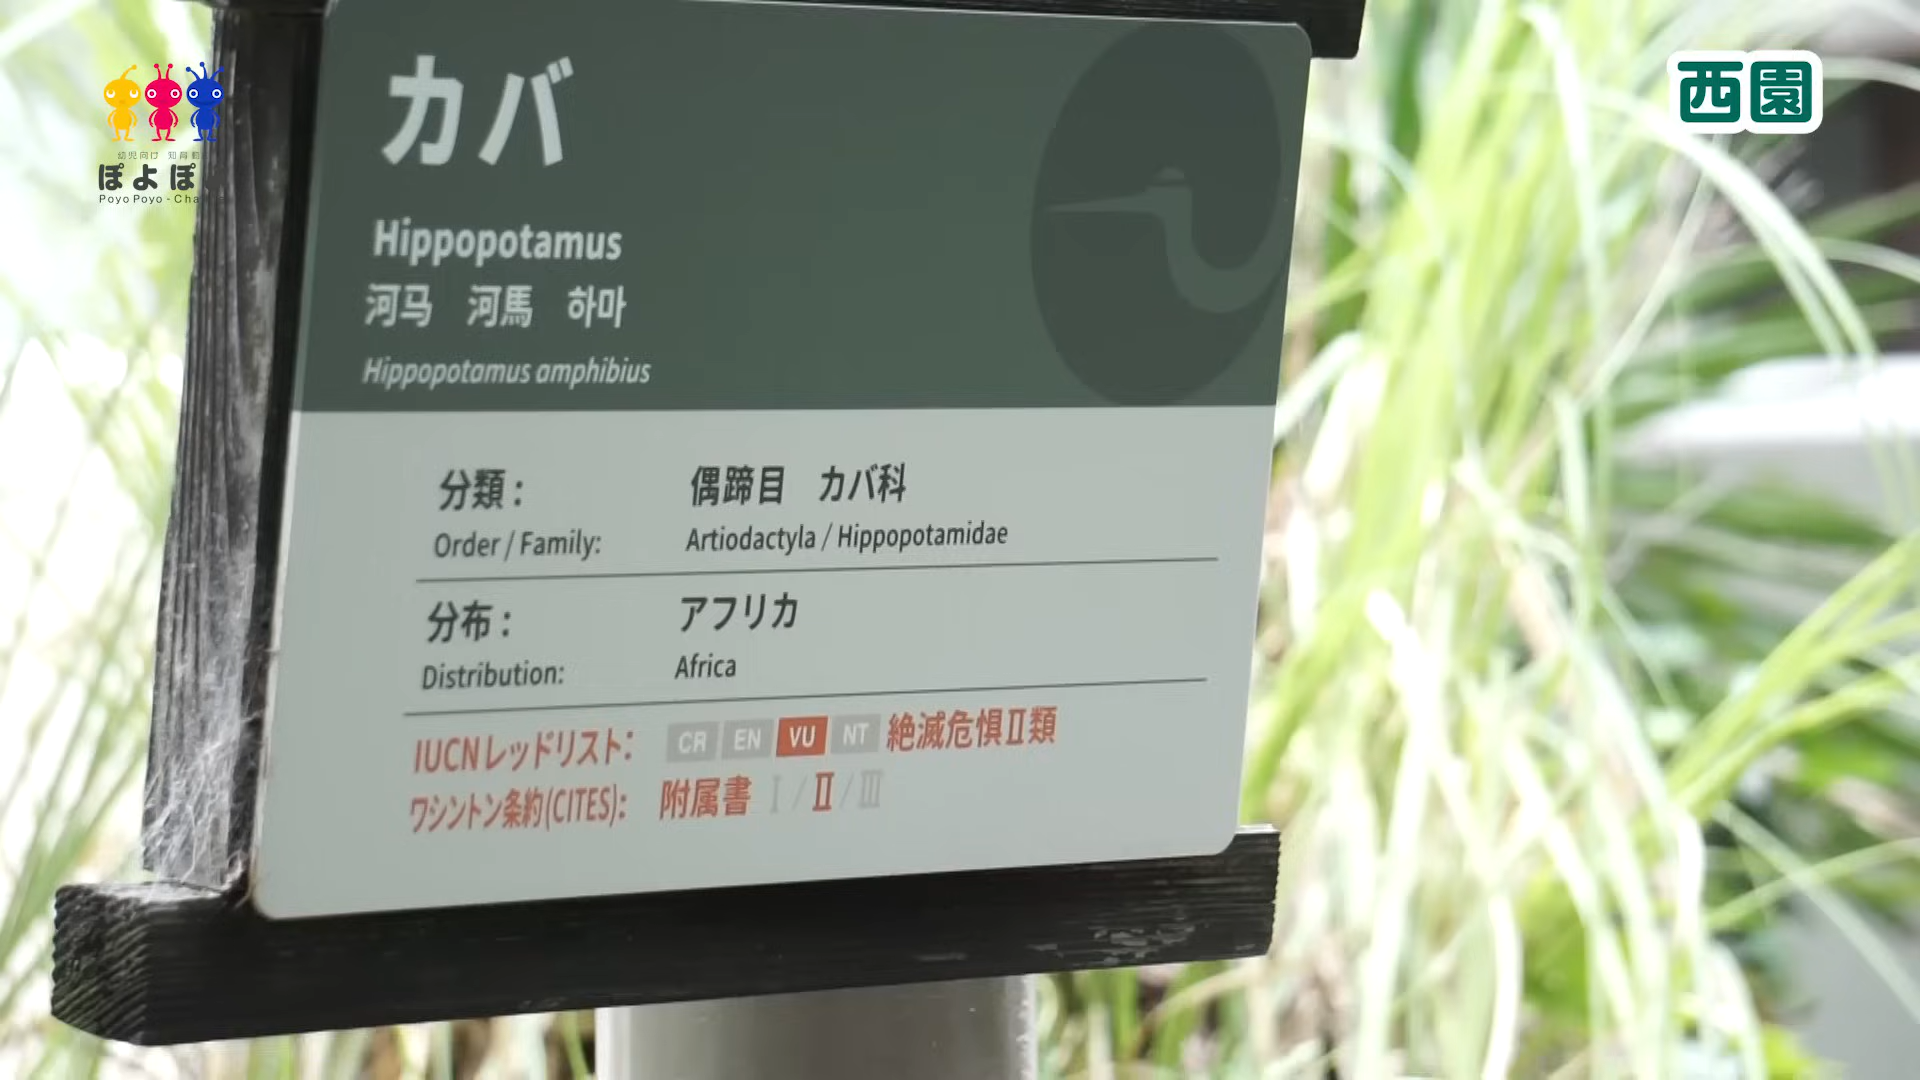 西園
ぽよぽ
Poyo Poyo - Cha
カバ
Hippopotamus
河马 河馬 하마
Hippopotamus amphibius
分類: 偶蹄目 カバ科
Order / Family: Artiodactyla / Hippopotamidae
分布: アフリカ
Distribution: Africa
IUCNレッドリスト: CR EN VU NT 絶滅危惧Ⅱ類
ワシントン条約(CITES): 附属書 Ⅰ/Ⅱ/Ⅲ